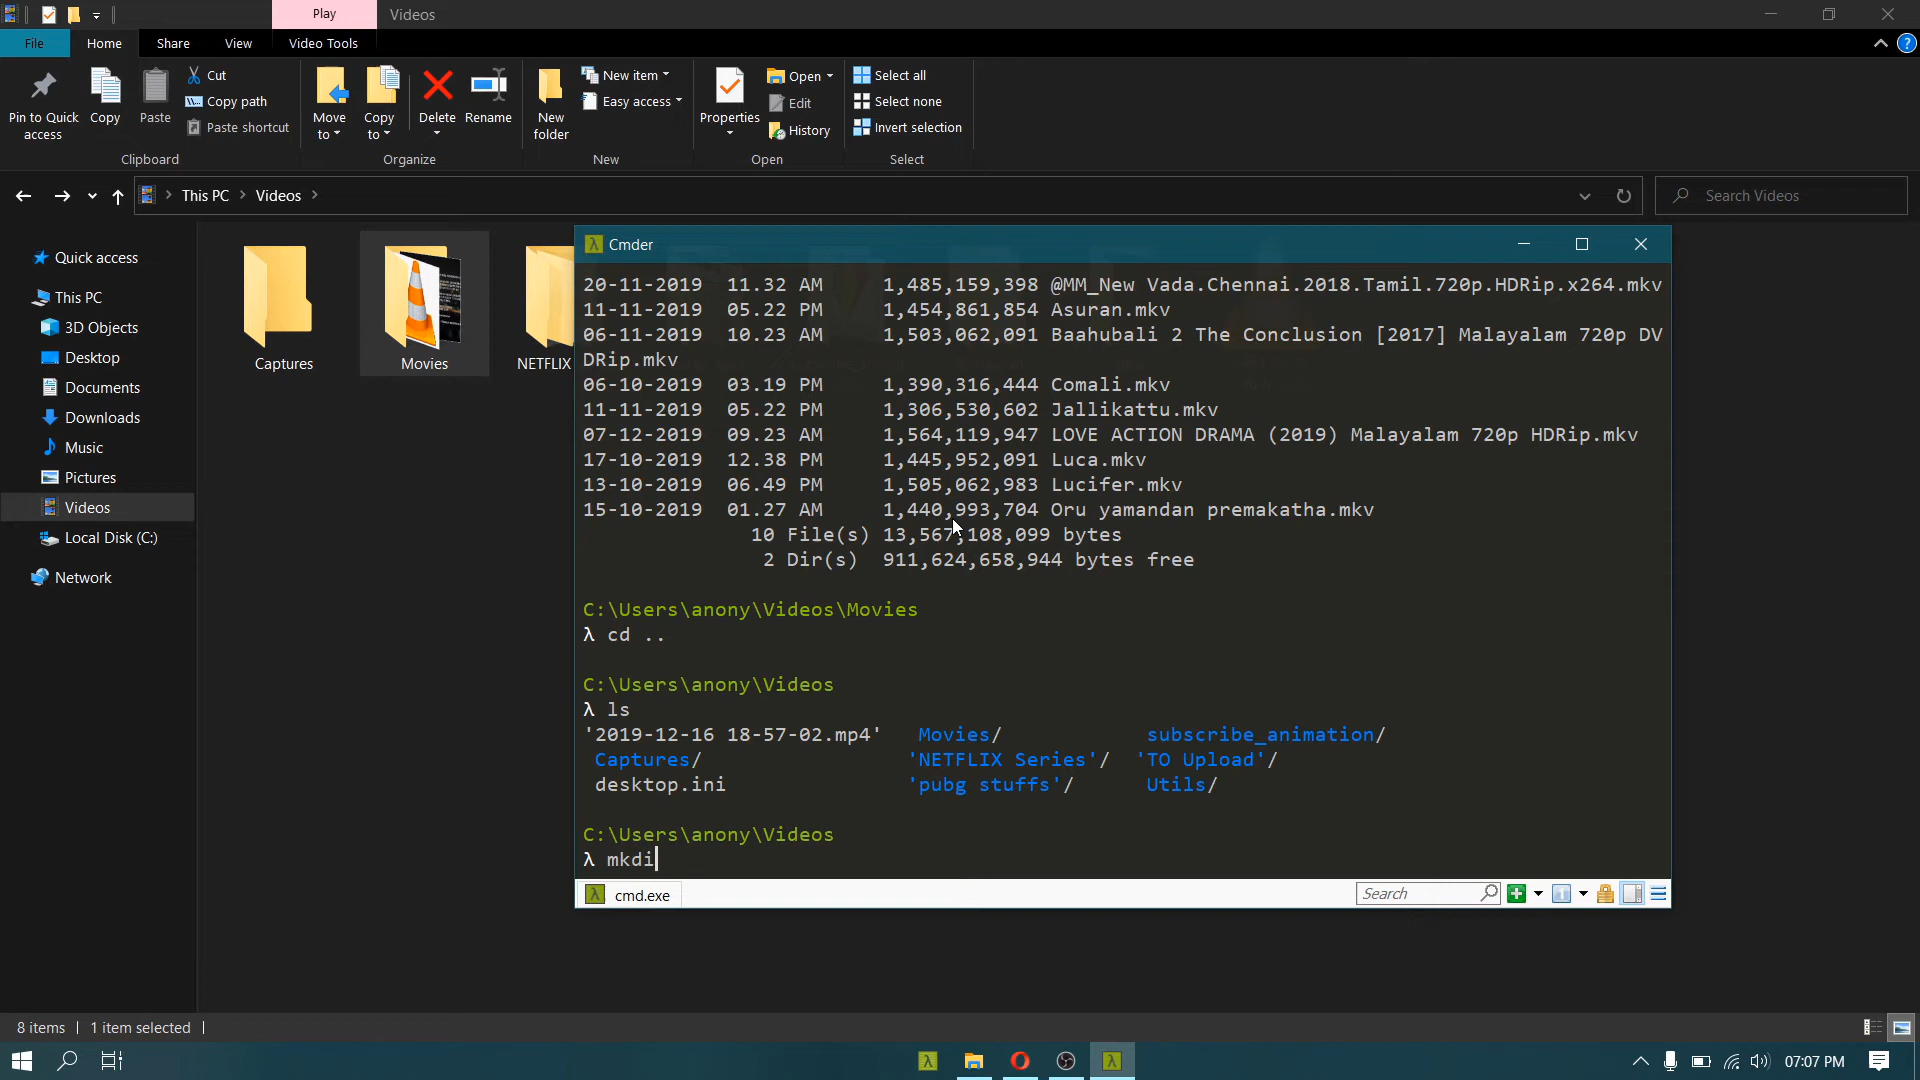 Play
Videos
File
Home
Share
View
Video Tools
Pin to Quick
access
Copy
Paste
Cut
Copy path
Paste shortcut
Clipboard
Move
to
Copy
to
Delete
Rename
Organize
New
folder
New item
Easy access
New
Properties
Open
Edit
History
Open
Select all
Select none
Invert selection
Select
This PC
Videos
Search Videos
Quick access
This PC
3D Objects
Desktop
Documents
Downloads
Music
Pictures
Videos
Local Disk (C:)
Network
Captures
Movies
NETFLIX
Cmder
20-11-2019  11.32 AM     1,485,159,398 @MM_New Vada.Chennai.2018.Tamil.720p.HDRip.x264.mkv
11-11-2019  05.22 PM     1,454,861,854 Asuran.mkv
06-11-2019  10.23 AM     1,503,062,091 Baahubali 2 The Conclusion [2017] Malayalam 720p DV
DRip.mkv
06-10-2019  03.19 PM     1,390,316,444 Comali.mkv
11-11-2019  05.22 PM     1,306,530,602 Jallikattu.mkv
07-12-2019  09.23 AM     1,564,119,947 LOVE ACTION DRAMA (2019) Malayalam 720p HDRip.mkv
17-10-2019  12.38 PM     1,445,952,091 Luca.mkv
13-10-2019  06.49 PM     1,505,062,983 Lucifer.mkv
15-10-2019  01.27 AM     1,440,993,704 Oru yamandan premakatha.mkv
10 File(s) 13,567,108,099 bytes
2 Dir(s)  911,624,658,944 bytes free
C:\Users\anony\Videos\Movies
λ cd ..
C:\Users\anony\Videos
λ ls
'2019-12-16 18-57-02.mp4'   Movies/   subscribe_animation/
Captures/   'NETFLIX Series'/   'TO Upload'/
desktop.ini   'pubg stuffs'/   Utils/
C:\Users\anony\Videos
λ mkdi
λ cmd.exe
Search
1
8 items
1 item selected
07:07 PM